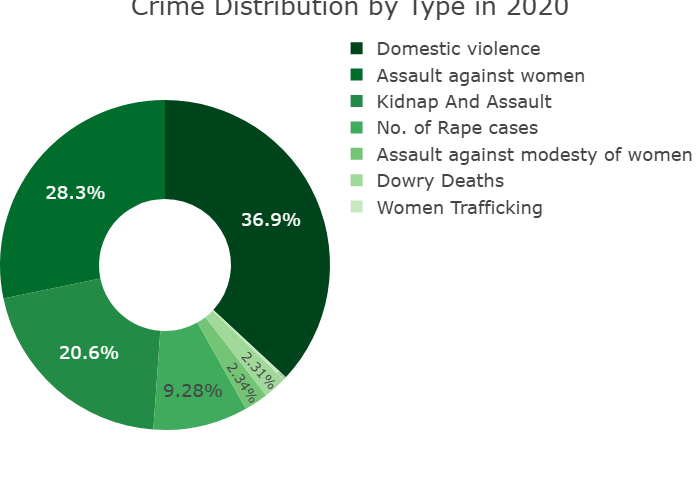 Crime Distribution by Type in 2020
Domestic violence
Assault against women
Kidnap And Assault
No. of Rape cases
Assault against modesty of women
Dowry Deaths
Women Trafficking
28.3%
36.9%
20.6%
9.28%
2.34%
2.31%